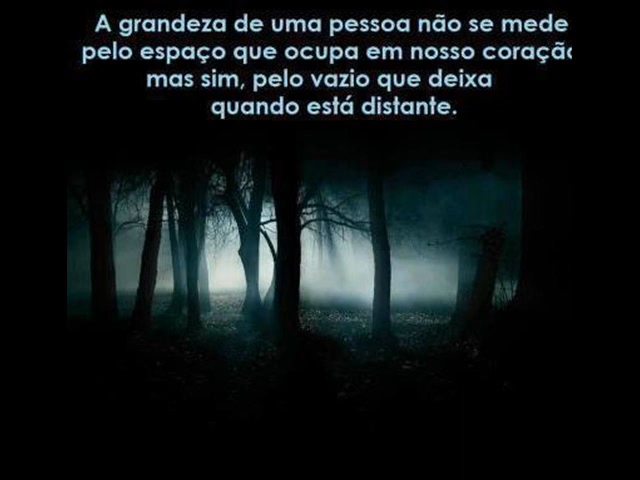 A grandeza de uma pessoa não se mede
pelo espaço que ocupa em nosso coração
mas sim, pelo vazio que deixa
quando está distante.